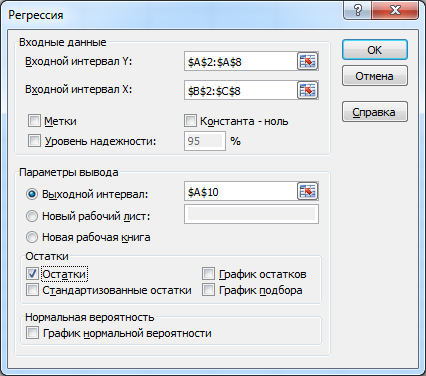 Регрессия
Входные данные
Входной интервал Y: $A$2:$A$8
Входной интервал X: $B$2:$C$8
Метки Константа - ноль
Уровень надежности: 95 %
OK
Отмена
Справка
Параметры вывода
Выходной интервал: $A$10
Новый рабочий лист:
Новая рабочая книга
Остатки
Остатки График остатков
Стандартизованные остатки График подбора
Нормальная вероятность
График нормальной вероятности